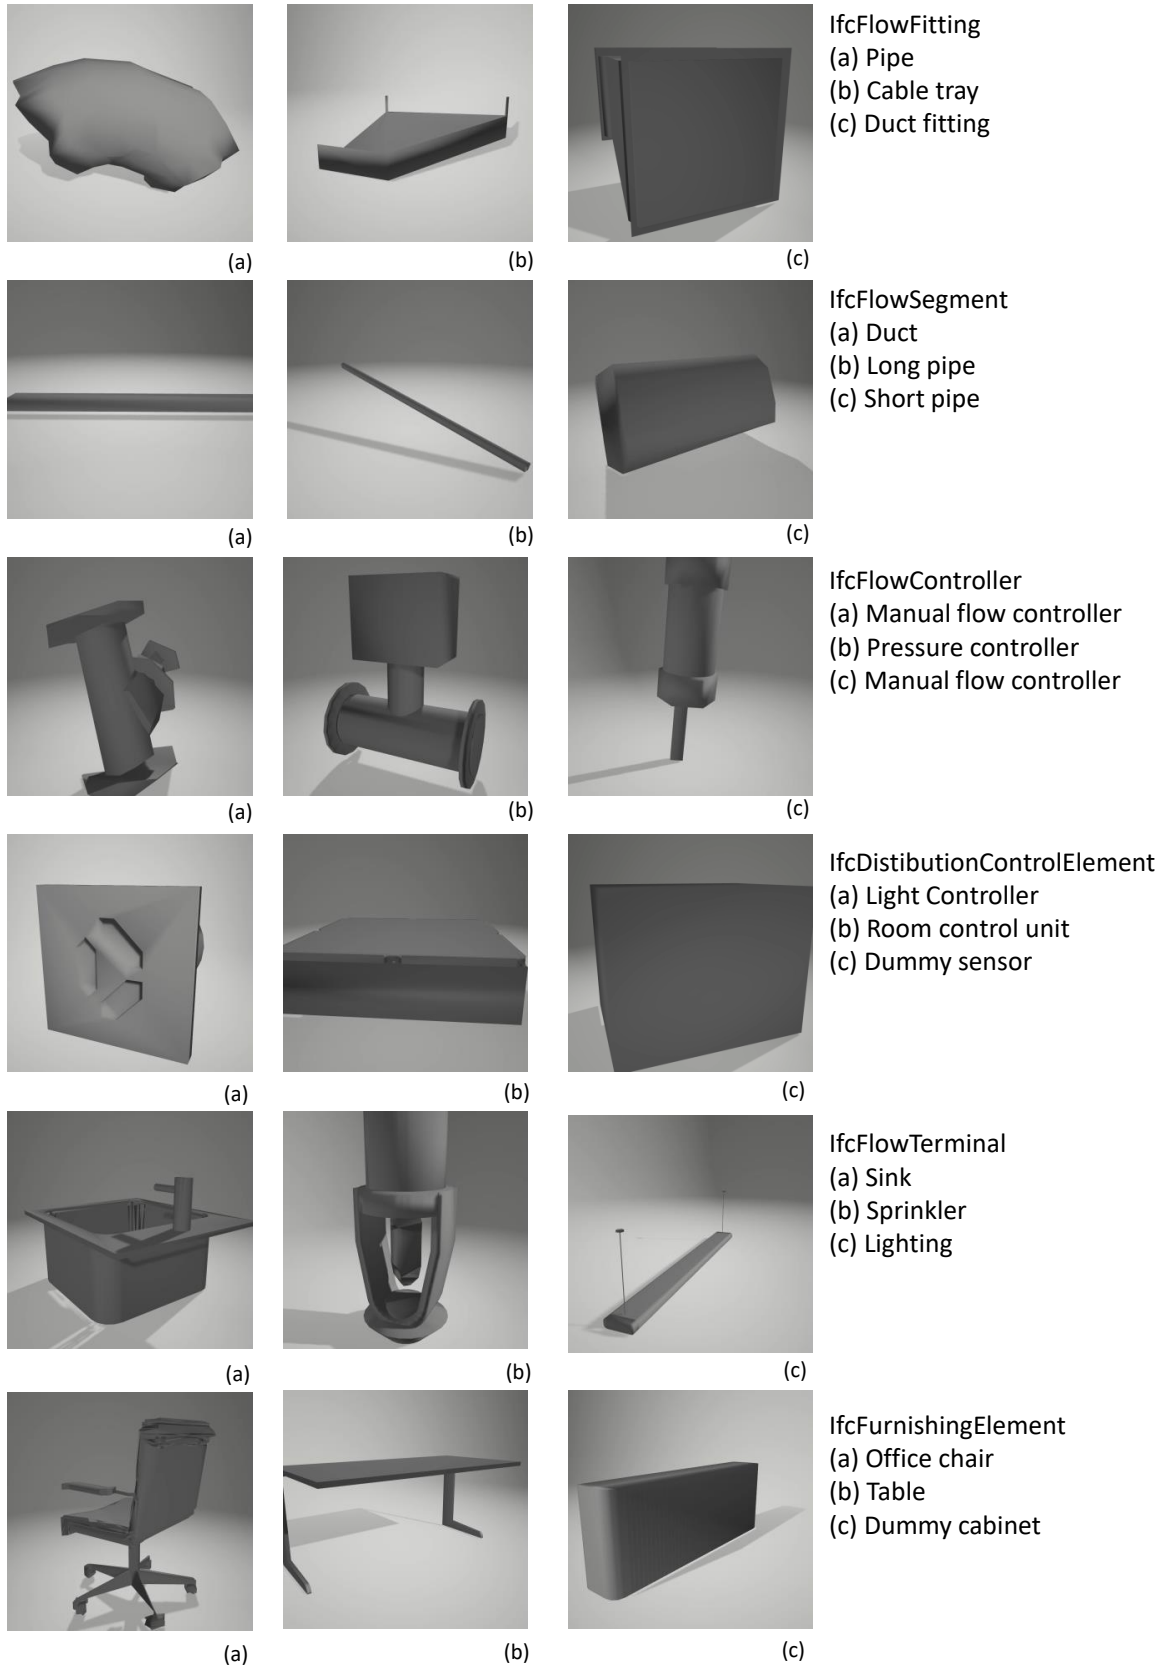 IfcFlowFitting
(a) Pipe
(b) Cable tray
(c) Duct fitting
(a)
(b)
(c)
IfcFlowSegment
(a) Duct
(b) Long pipe
(c) Short pipe
(a)
(b)
(c)
IfcFlowController
(a) Manual flow controller
(b) Pressure controller
(c) Manual flow controller
(a)
(b)
(c)
IfcDistibutionControlElement
(a) Light Controller
(b) Room control unit
(c) Dummy sensor
(a)
(b)
(c)
IfcFlowTerminal
(a) Sink
(b) Sprinkler
(c) Lighting
(a)
(b)
(c)
IfcFurnishingElement
(a) Office chair
(b) Table
(c) Dummy cabinet
(a)
(b)
(c)